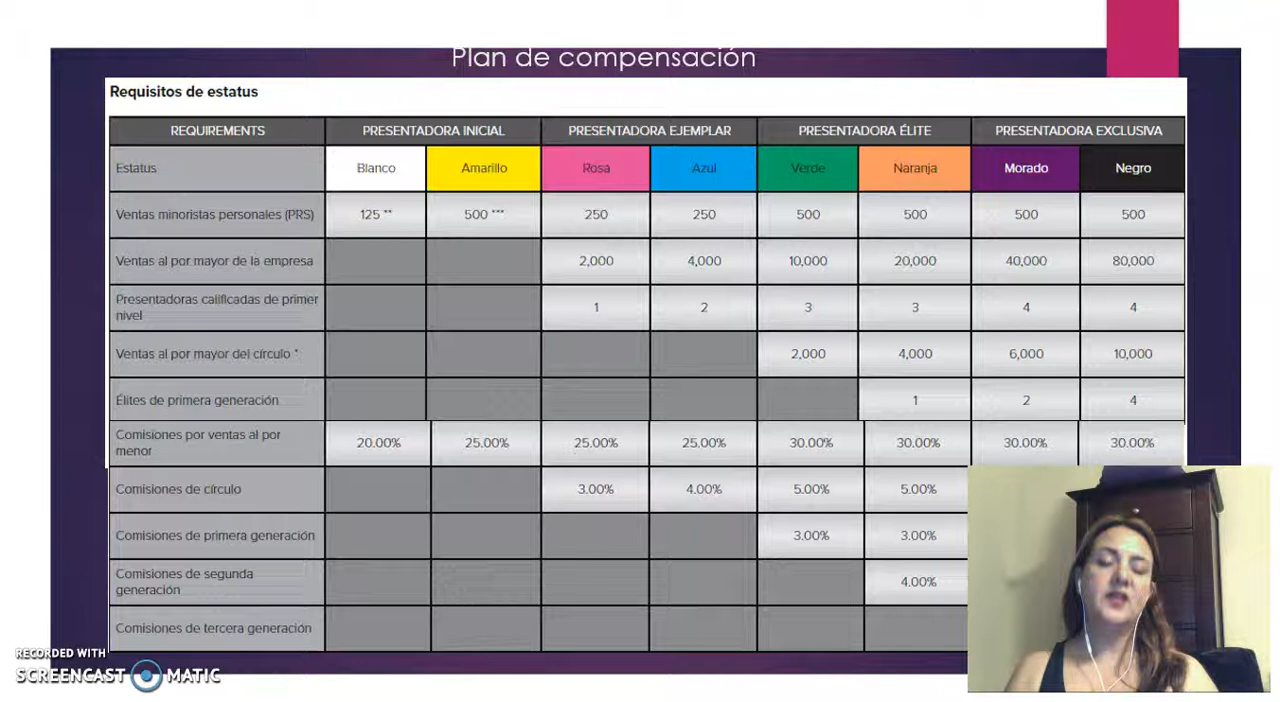 Plan de compensación
Requisitos de estatus
REQUIREMENTS PRESENTADORA INICIAL PRESENTADORA EJEMPLAR PRESENTADORA ÉLITE PRESENTADORA EXCLUSIVA
Estatus Blanco Amarillo Rosa Azul Verde Naranja Morado Negro
Ventas minoristas personales (PRS) 125 ** 500 *** 250 250 500 500 500 500
Ventas al por mayor de la empresa 2,000 4,000 10,000 20,000 40,000 80,000
Presentadoras calificadas de primer
nivel 1 2 3 3 4 4
Ventas al por mayor del círculo * 2,000 4,000 6,000 10,000
Élites de primera generación 1 2 4
Comisiones por ventas al por
menor 20.00% 25.00% 25.00% 25.00% 30.00% 30.00% 30.00% 30.00%
Comisiones de círculo 3.00% 4.00% 5.00% 5.00%
Comisiones de primera generación 3.00% 3.00%
Comisiones de segunda
generación 4.00%
Comisiones de tercera generación
RECORDED WITH
SCREENCAST MATIC